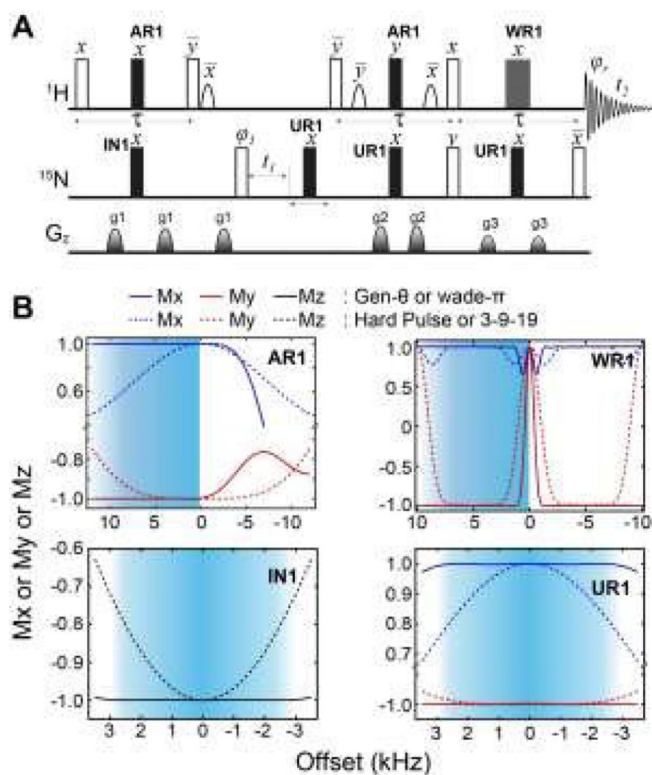 A
x AR1 x ȳ x̄ ȳ ȳ AR1 y x̄ x WR1 x φr t2
¹H
τ τ τ
IN1 x φ1 t1 UR1 x UR1 x y UR1 x x̄
¹⁵N
Gz g1 g1 g1 g2 g2 g3 g3
B
Mx My Mz : Gen-θ or wade-π
Mx My Mz : Hard Pulse or 3-9-19
Mx or My or Mz
1.0 0.6 -0.8 -1.0
AR1
10 5 0 -5 -10
1.0 0.5 0 -0.5 -1.0
WR1
10 5 0 -5 -10
-0.6 -0.7 -0.8 -0.9 -1.0
IN1
3 2 1 0 -1 -2 -3
1.0 0.9 0.8 0.7 -1.0
UR1
3 2 1 0 -1 -2 -3
Offset (kHz)